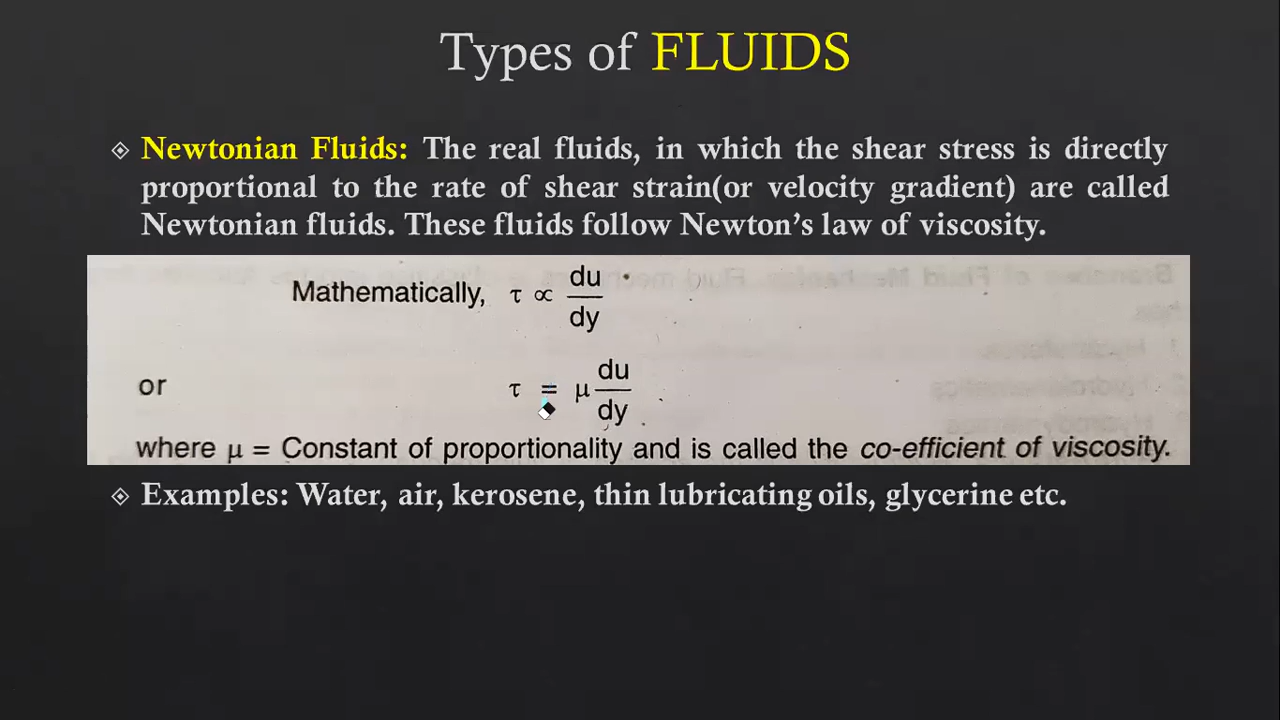 Types of FLUIDS
Newtonian Fluids: The real fluids, in which the shear stress is directly
proportional to the rate of shear strain(or velocity gradient) are called
Newtonian fluids. These fluids follow Newton's law of viscosity.
Mathematically, τ ∝ du/dy
or τ = μ du/dy
where μ = Constant of proportionality and is called the co-efficient of viscosity.
Examples: Water, air, kerosene, thin lubricating oils, glycerine etc.